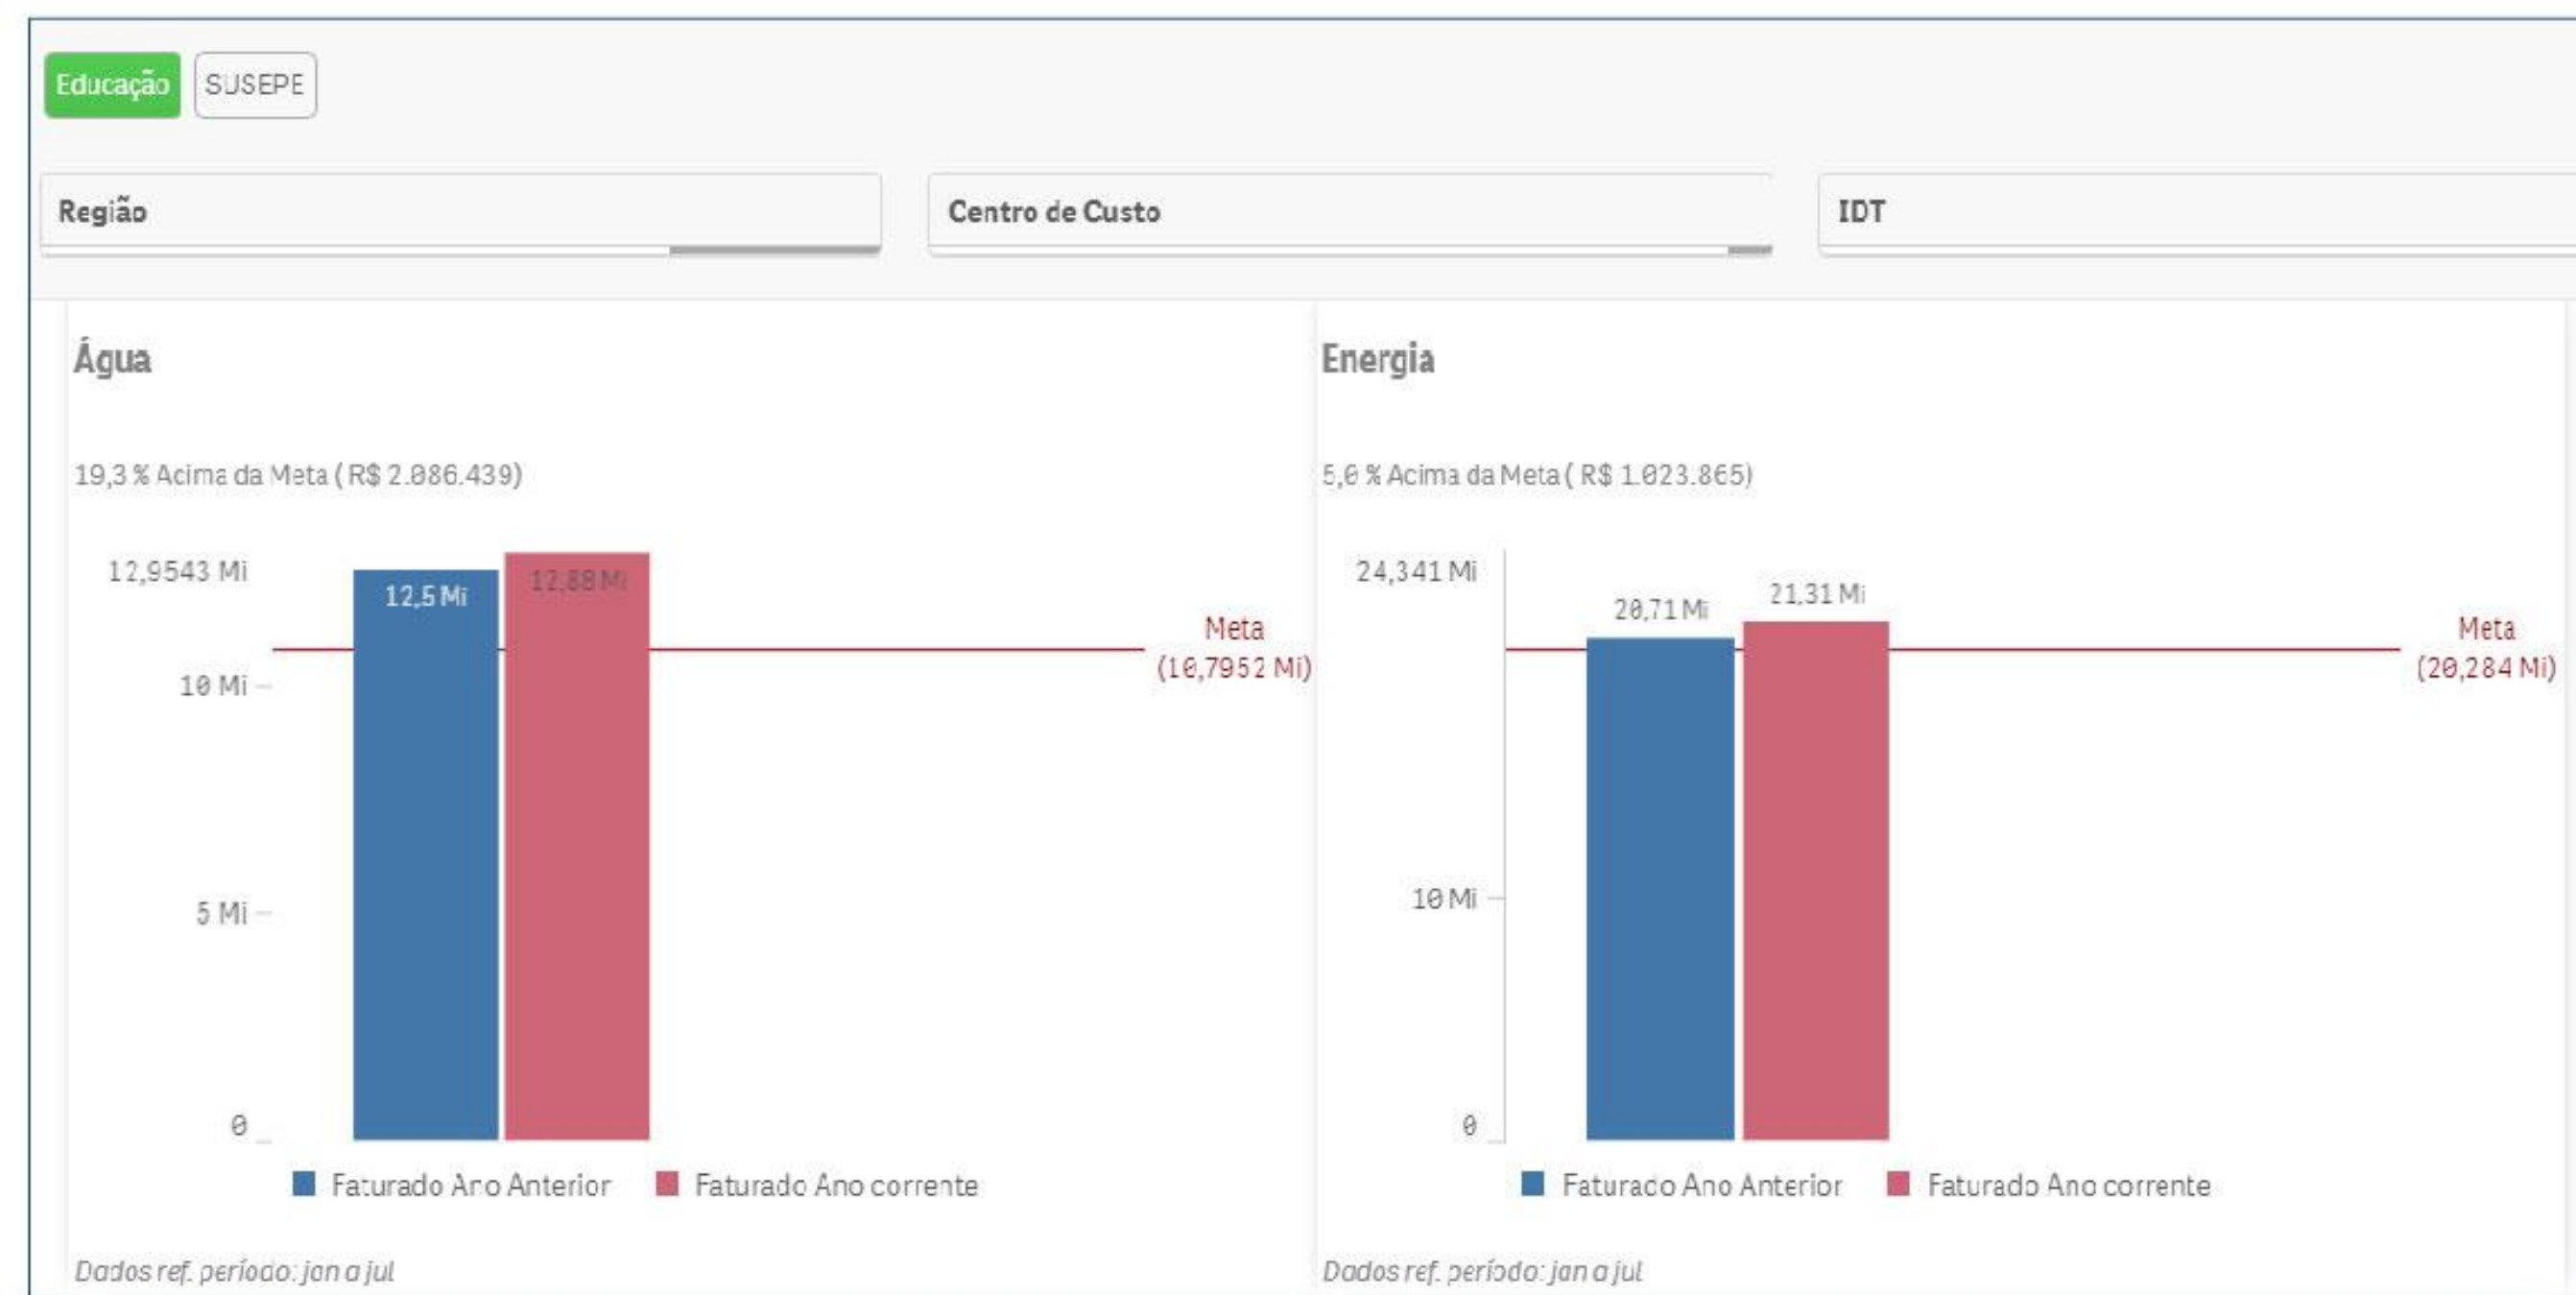 Educação SUSEPE
Região Centro de Custo IDT
Água
19,3 % Acima da Meta ( R$ 2.086.439)
12,9543 Mi
10 Mi
5 Mi
0
12,5 Mi
12,88 Mi
Meta
(10,7952 Mi)
Faturado Ano Anterior Faturado Ano corrente
Dados ref. período: jan a jul
Energia
5,0 % Acima da Meta ( R$ 1.023.865)
24,341 Mi
10 Mi
0
20,71 Mi
21,31 Mi
Meta
(20,284 Mi)
Faturado Ano Anterior Faturado Ano corrente
Dados ref. período: jan a jul